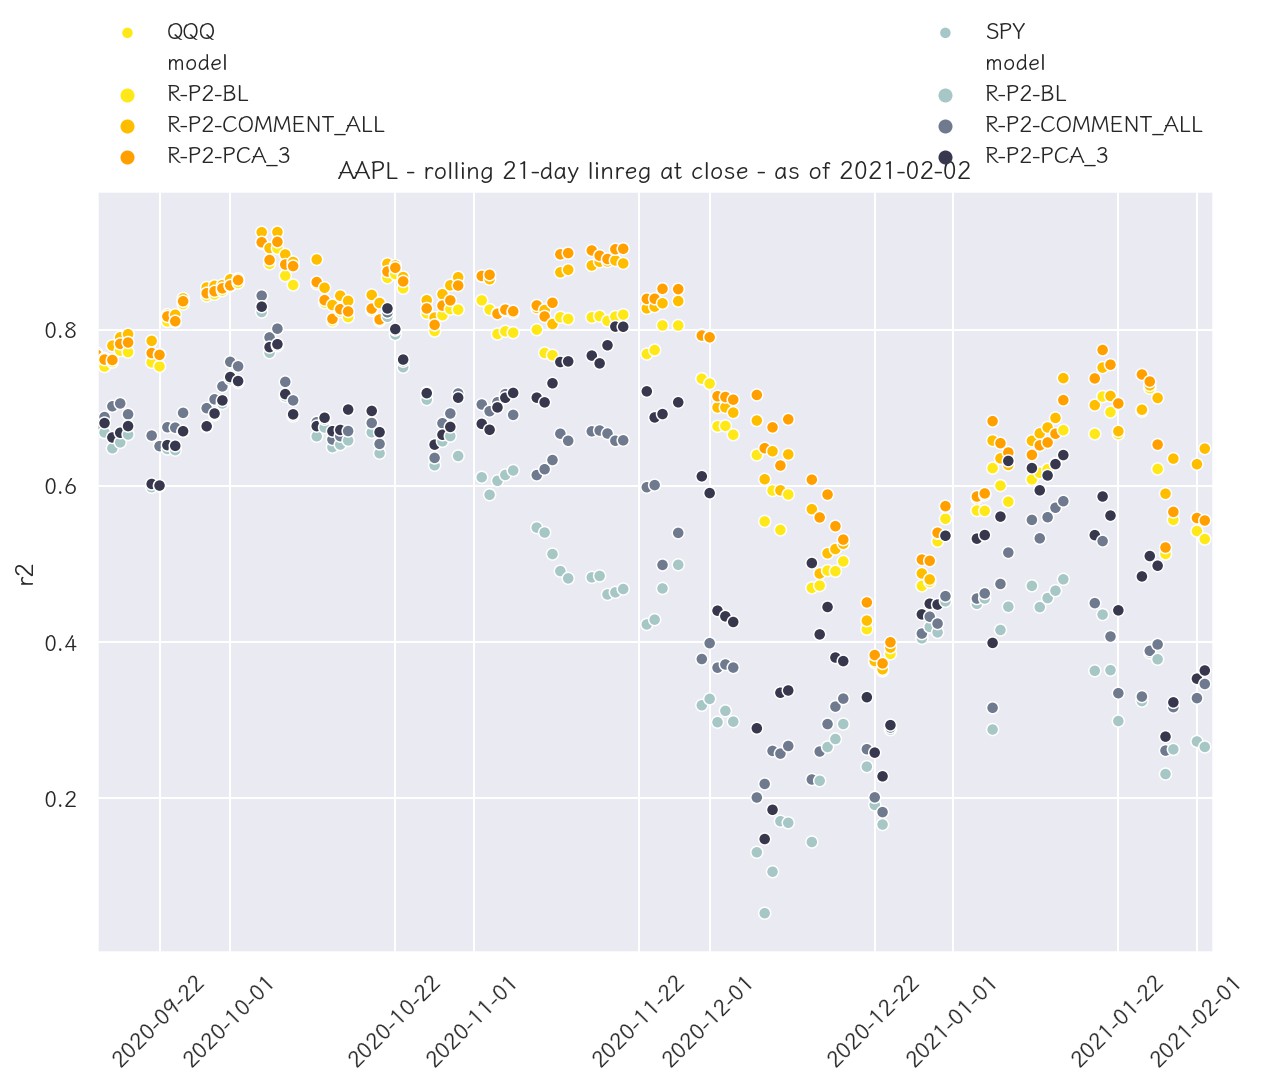 QQQ
model
R-P2-BL
R-P2-COMMENT_ALL
R-P2-PCA_3
SPY
model
R-P2-BL
R-P2-COMMENT_ALL
R-P2-PCA_3
AAPL - rolling 21-day linreg at close - as of 2021-02-02
0.8
0.6
0.4
0.2
r2
2020-09-22
2020-10-01
2020-10-22
2020-11-01
2020-11-22
2020-12-01
2020-12-22
2021-01-01
2021-01-22
2021-02-01